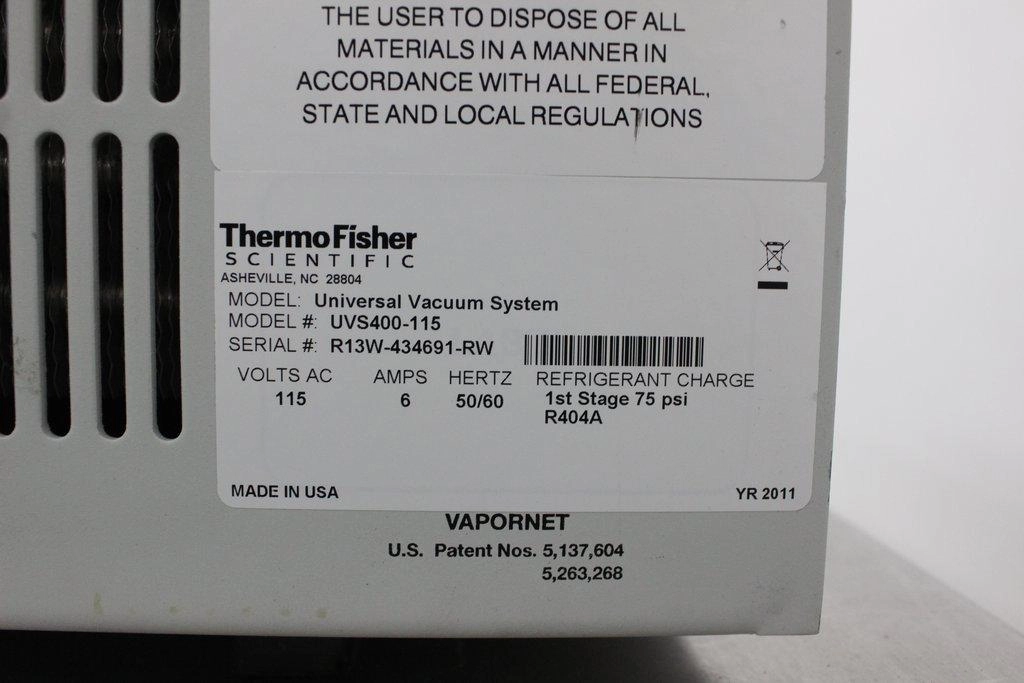 THE USER TO DISPOSE OF ALL
MATERIALS IN A MANNER IN
ACCORDANCE WITH ALL FEDERAL,
STATE AND LOCAL REGULATIONS
ThermoFisher
SCIENTIFIC
ASHEVILLE, NC 28804
MODEL: Universal Vacuum System
MODEL #: UVS400-115
SERIAL #: R13W-434691-RW
VOLTS AC AMPS HERTZ REFRIGERANT CHARGE
115 6 50/60 1st Stage 75 psi
R404A
MADE IN USA YR 2011
VAPORNET
U.S. Patent Nos. 5,137,604
5,263,268